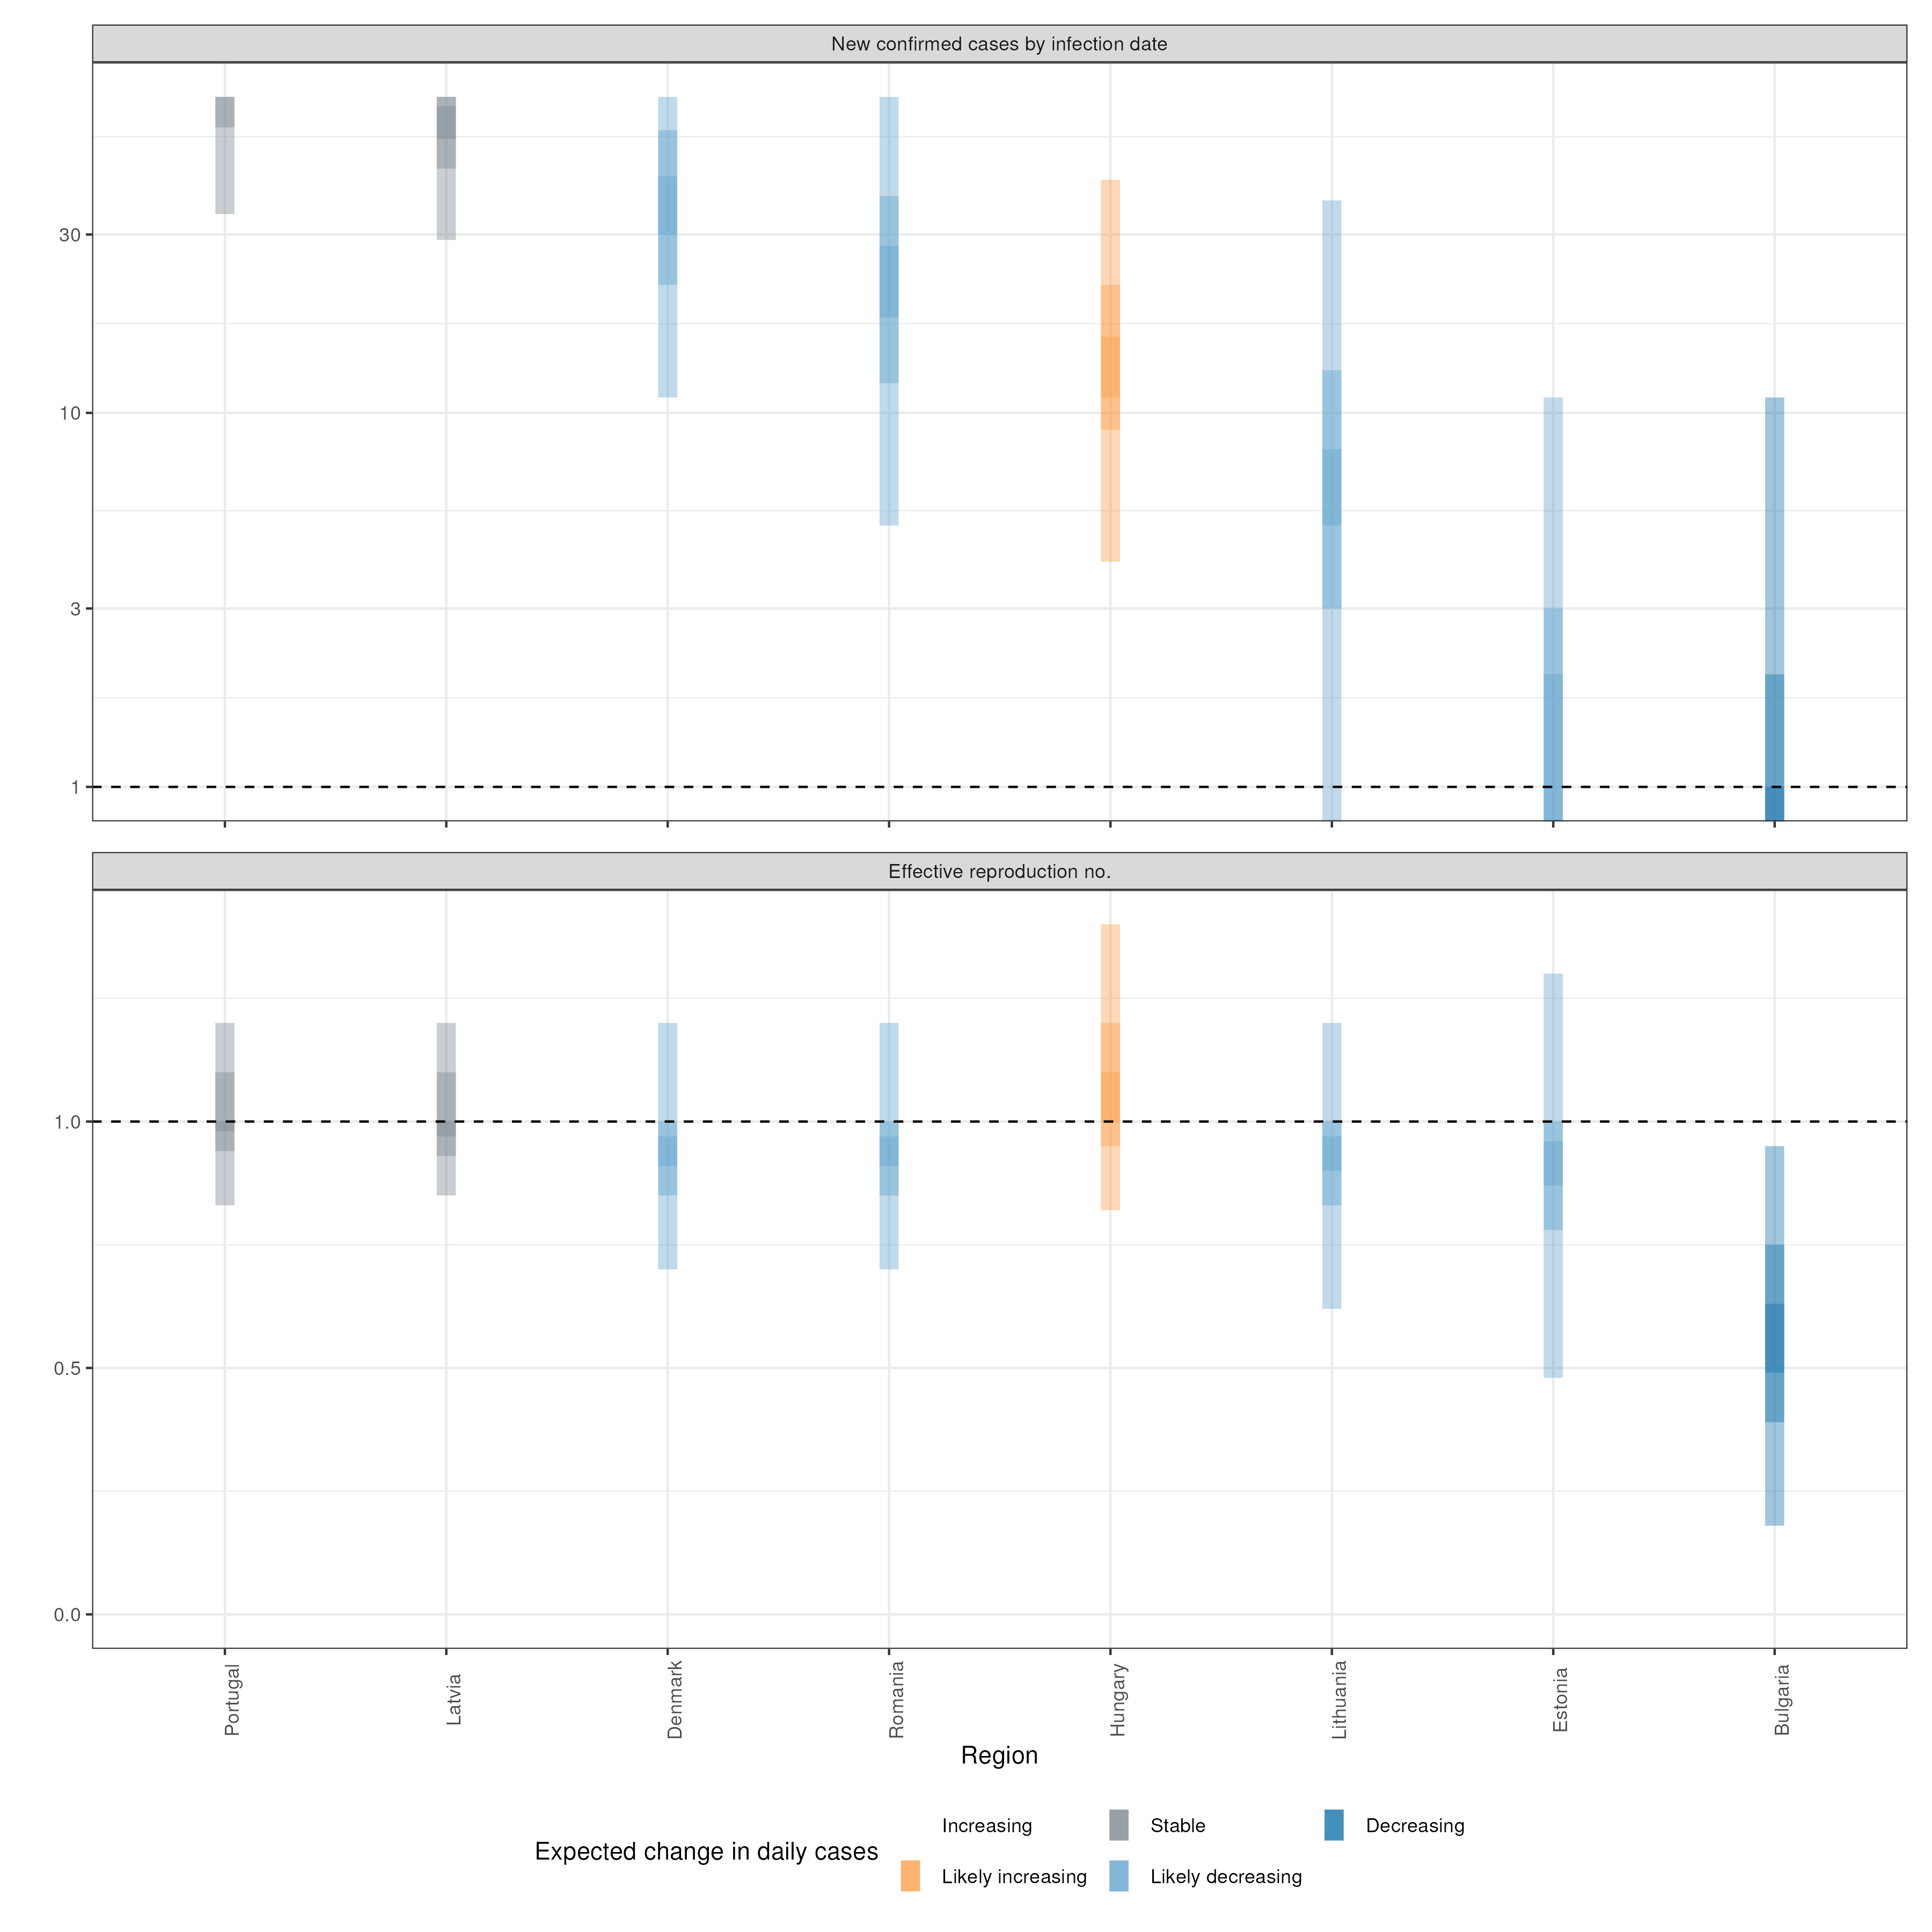 New confirmed cases by infection date
30
10
3
1
Effective reproduction no.
1.0
0.5
0.0
Portugal
Latvia
Denmark
Romania
Hungary
Lithuania
Estonia
Bulgaria
Region
Expected change in daily cases
Increasing
Stable
Decreasing
Likely increasing
Likely decreasing